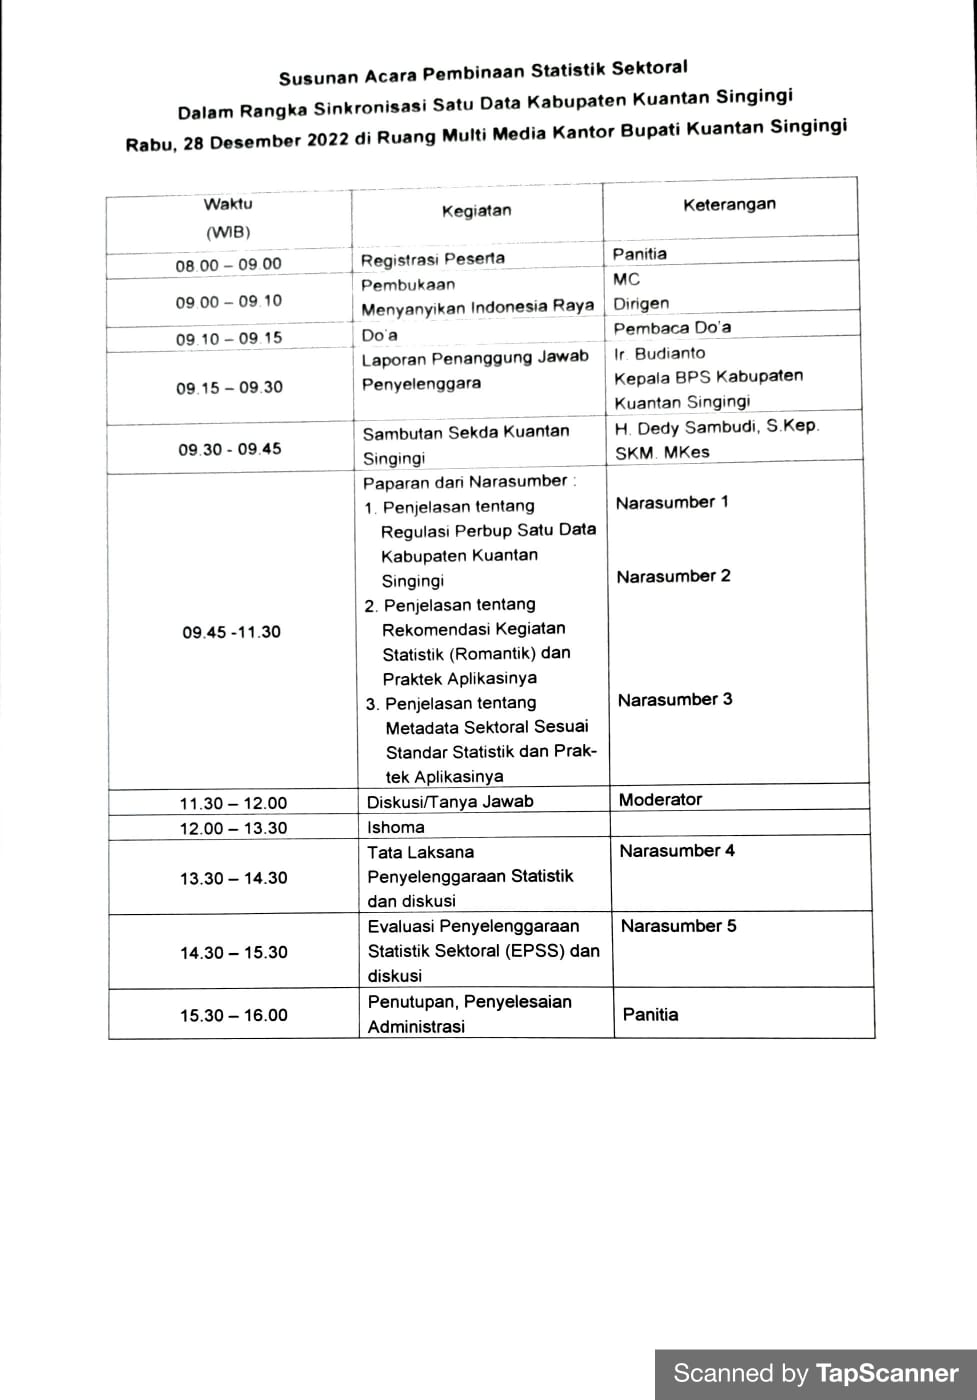 Susunan Acara Pembinaan Statistik Sektoral
Dalam Rangka Sinkronisasi Satu Data Kabupaten Kuantan Singingi
Rabu, 28 Desember 2022 di Ruang Multi Media Kantor Bupati Kuantan Singingi
Waktu
(WIB)
Kegiatan
Keterangan
08.00 – 09.00
Registrasi Peserta
Panitia
09.00 – 09.10
Pembukaan
Menyanyikan Indonesia Raya
MC
Dirigen
09.10 – 09.15
Do'a
Pembaca Do'a
09.15 – 09.30
Laporan Penanggung Jawab
Penyelenggara
Ir. Budianto
Kepala BPS Kabupaten
Kuantan Singingi
09.30 - 09.45
Sambutan Sekda Kuantan
Singingi
H. Dedy Sambudi, S.Kep.
SKM. MKes
09.45 -11.30
Paparan dari Narasumber :
1. Penjelasan tentang
Regulasi Perbup Satu Data
Kabupaten Kuantan
Singingi
2. Penjelasan tentang
Rekomendasi Kegiatan
Statistik (Romantik) dan
Praktek Aplikasinya
3. Penjelasan tentang
Metadata Sektoral Sesuai
Standar Statistik dan Prak-
tek Aplikasinya
Narasumber 1
Narasumber 2
Narasumber 3
11.30 – 12.00
Diskusi/Tanya Jawab
Moderator
12.00 – 13.30
Ishoma
13.30 – 14.30
Tata Laksana
Penyelenggaraan Statistik
dan diskusi
Narasumber 4
14.30 – 15.30
Evaluasi Penyelenggaraan
Statistik Sektoral (EPSS) dan
diskusi
Narasumber 5
15.30 – 16.00
Penutupan, Penyelesaian
Administrasi
Panitia
Scanned by TapScanner